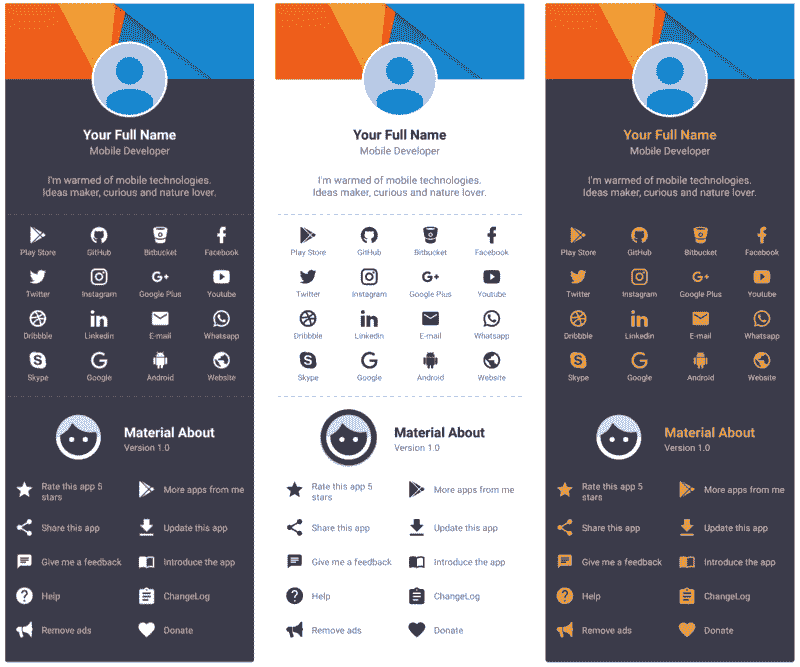 Your Full Name
Mobile Developer
I'm warmed of mobile technologies.
Ideas maker, curious and nature lover.
Play Store GitHub Bitbucket Facebook
Twitter Instagram Google Plus Youtube
Dribbble Linkedin E-mail Whatsapp
Skype Google Android Website
Material About
Version 1.0
Rate this app 5
stars
More apps from me
Share this app Update this app
Give me a feedback Introduce the app
Help ChangeLog
Remove ads Donate
Your Full Name
Mobile Developer
I'm warmed of mobile technologies.
Ideas maker, curious and nature lover.
Play Store GitHub Bitbucket Facebook
Twitter Instagram Google Plus Youtube
Dribbble Linkedin E-mail Whatsapp
Skype Google Android Website
Material About
Version 1.0
Rate this app 5
stars
More apps from me
Share this app Update this app
Give me a feedback Introduce the app
Help ChangeLog
Remove ads Donate
Your Full Name
Mobile Developer
I'm warmed of mobile technologies.
Ideas maker, curious and nature lover.
Play Store GitHub Bitbucket Facebook
Twitter Instagram Google Plus Youtube
Dribbble Linkedin E-mail Whatsapp
Skype Google Android Website
Material About
Version 1.0
Rate this app 5
stars
More apps from me
Share this app Update this app
Give me a feedback Introduce the app
Help ChangeLog
Remove ads Donate